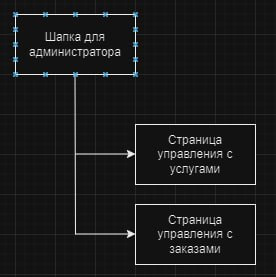 Шапка для
администратора
Страница
управления с
услугами
Страница
управления с
заказами